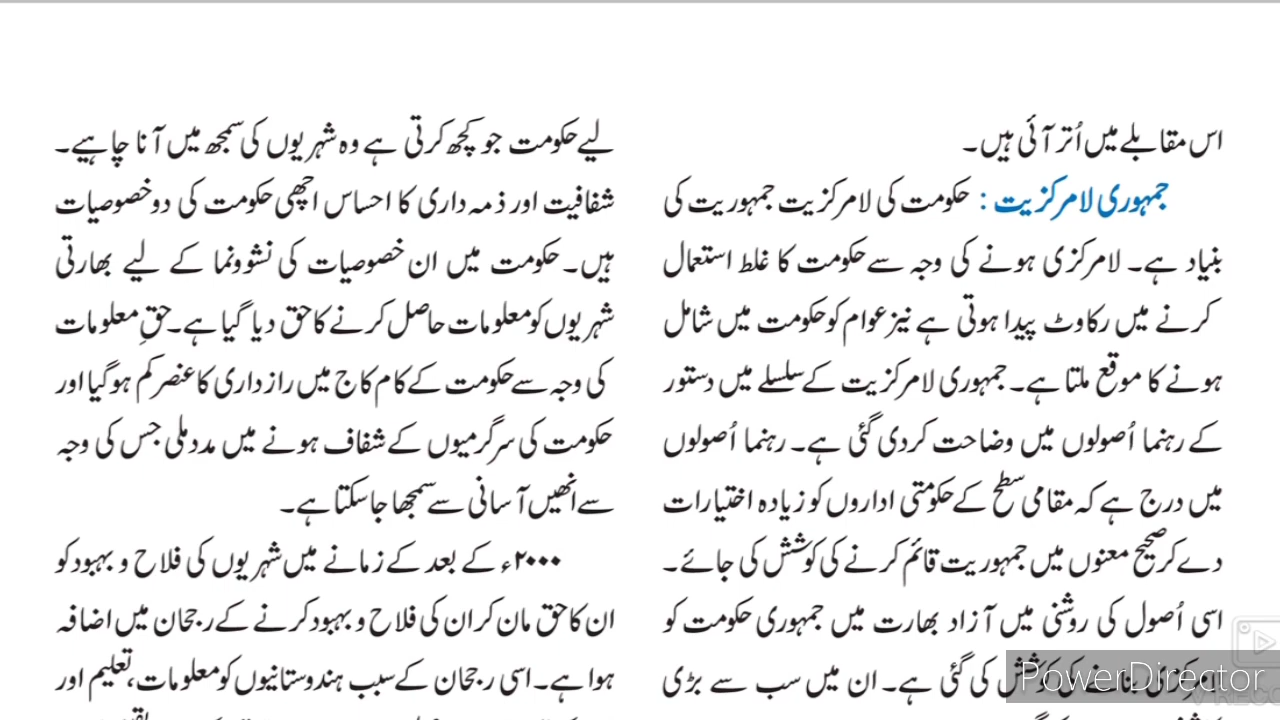 اس مقابلے میں اُتر آئی ہیں۔
جمہوری لامرکزیت : حکومت کی لامرکزیت جمہوریت کی
بنیاد ہے۔ لامرکزی ہونے کی وجہ سے حکومت کا غلط استعمال
کرنے میں رکاوٹ پیدا ہوتی ہے نیز عوام کو حکومت میں شامل
ہونے کا موقع ملتا ہے۔ جمہوری لامرکزیت کے سلسلے میں دستور
کے رہنما اُصولوں میں وضاحت کردی گئی ہے۔ رہنما اُصولوں
میں درج ہے کہ مقامی سطح کے حکومتی اداروں کو زیادہ اختیارات
دے کر صحیح معنوں میں جمہوریت قائم کرنے کی کوشش کی جائے۔
اسی اُصول کی روشنی میں آزاد بھارت میں جمہوری حکومت کو
بنانے کی کوشش کی گئی ہے۔ ان میں سب سے بڑی
لیے حکومت جو کچھ کرتی ہے وہ شہریوں کی سمجھ میں آنا چاہیے۔
شفافیت اور ذمہ داری کا احساس اچھی حکومت کی دو خصوصیات
ہیں۔ حکومت میں ان خصوصیات کی نشوونما کے لیے بھارتی
شہریوں کو معلومات حاصل کرنے کا حق دیا گیا ہے۔ حقِ معلومات
کی وجہ سے حکومت کے کام کاج میں رازداری کا عنصر کم ہوگیا اور
حکومت کی سرگرمیوں کے شفاف ہونے میں مدد ملی جس کی وجہ
سے انھیں آسانی سے سمجھا جاسکتا ہے۔
۲۰۰۰ء کے بعد کے زمانے میں شہریوں کی فلاح و بہبود کو
ان کا حق مان کر ان کی فلاح و بہبود کرنے کے رجحان میں اضافہ
ہوا ہے۔ اسی رجحان کے سبب ہندوستانیوں کو معلومات، تعلیم اور
PowerDirector